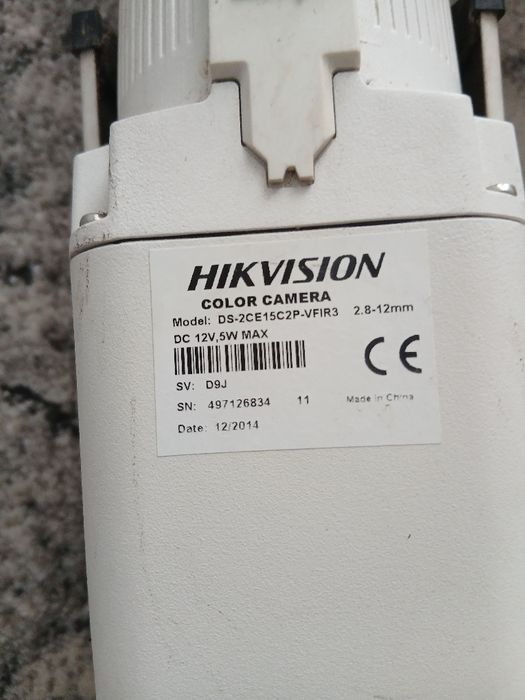 HIKVISION
COLOR CAMERA
Model: DS-2CE15C2P-VFIR3 2.8-12mm
DC 12V,5W MAX
CE
SV: D9J
SN: 497126834 11 Made in China
Date: 12/2014